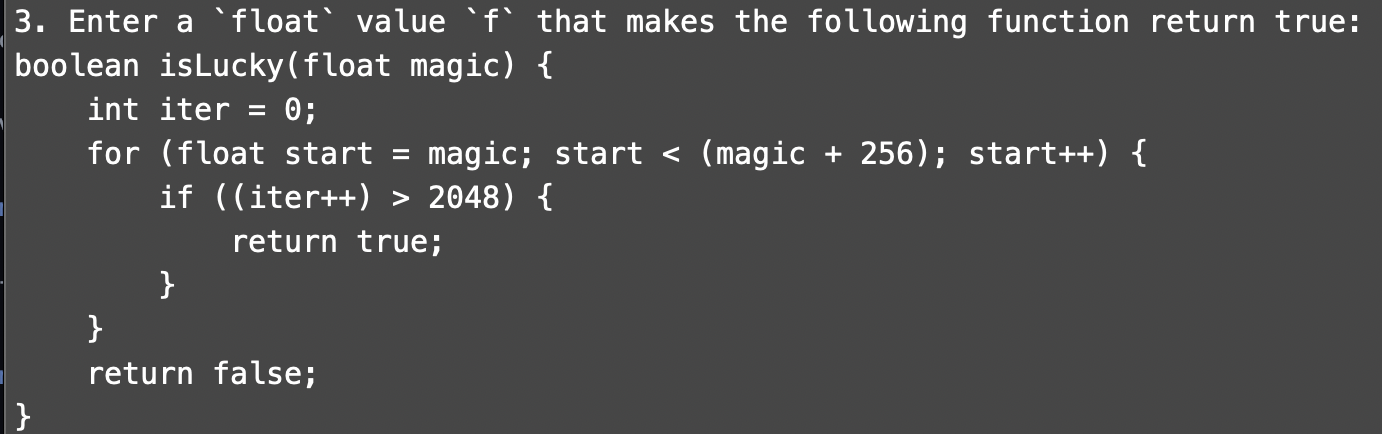 3. Enter a `float` value `f` that makes the following function return true:
boolean isLucky(float magic) {
    int iter = 0;
    for (float start = magic; start < (magic + 256); start++) {
        if ((iter++) > 2048) {
            return true;
        }
    }
    return false;
}